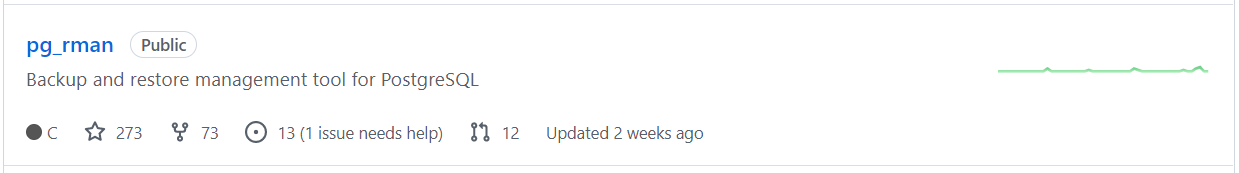 pg_rman Public
Backup and restore management tool for PostgreSQL
C 273 73 13 (1 issue needs help) 12 Updated 2 weeks ago